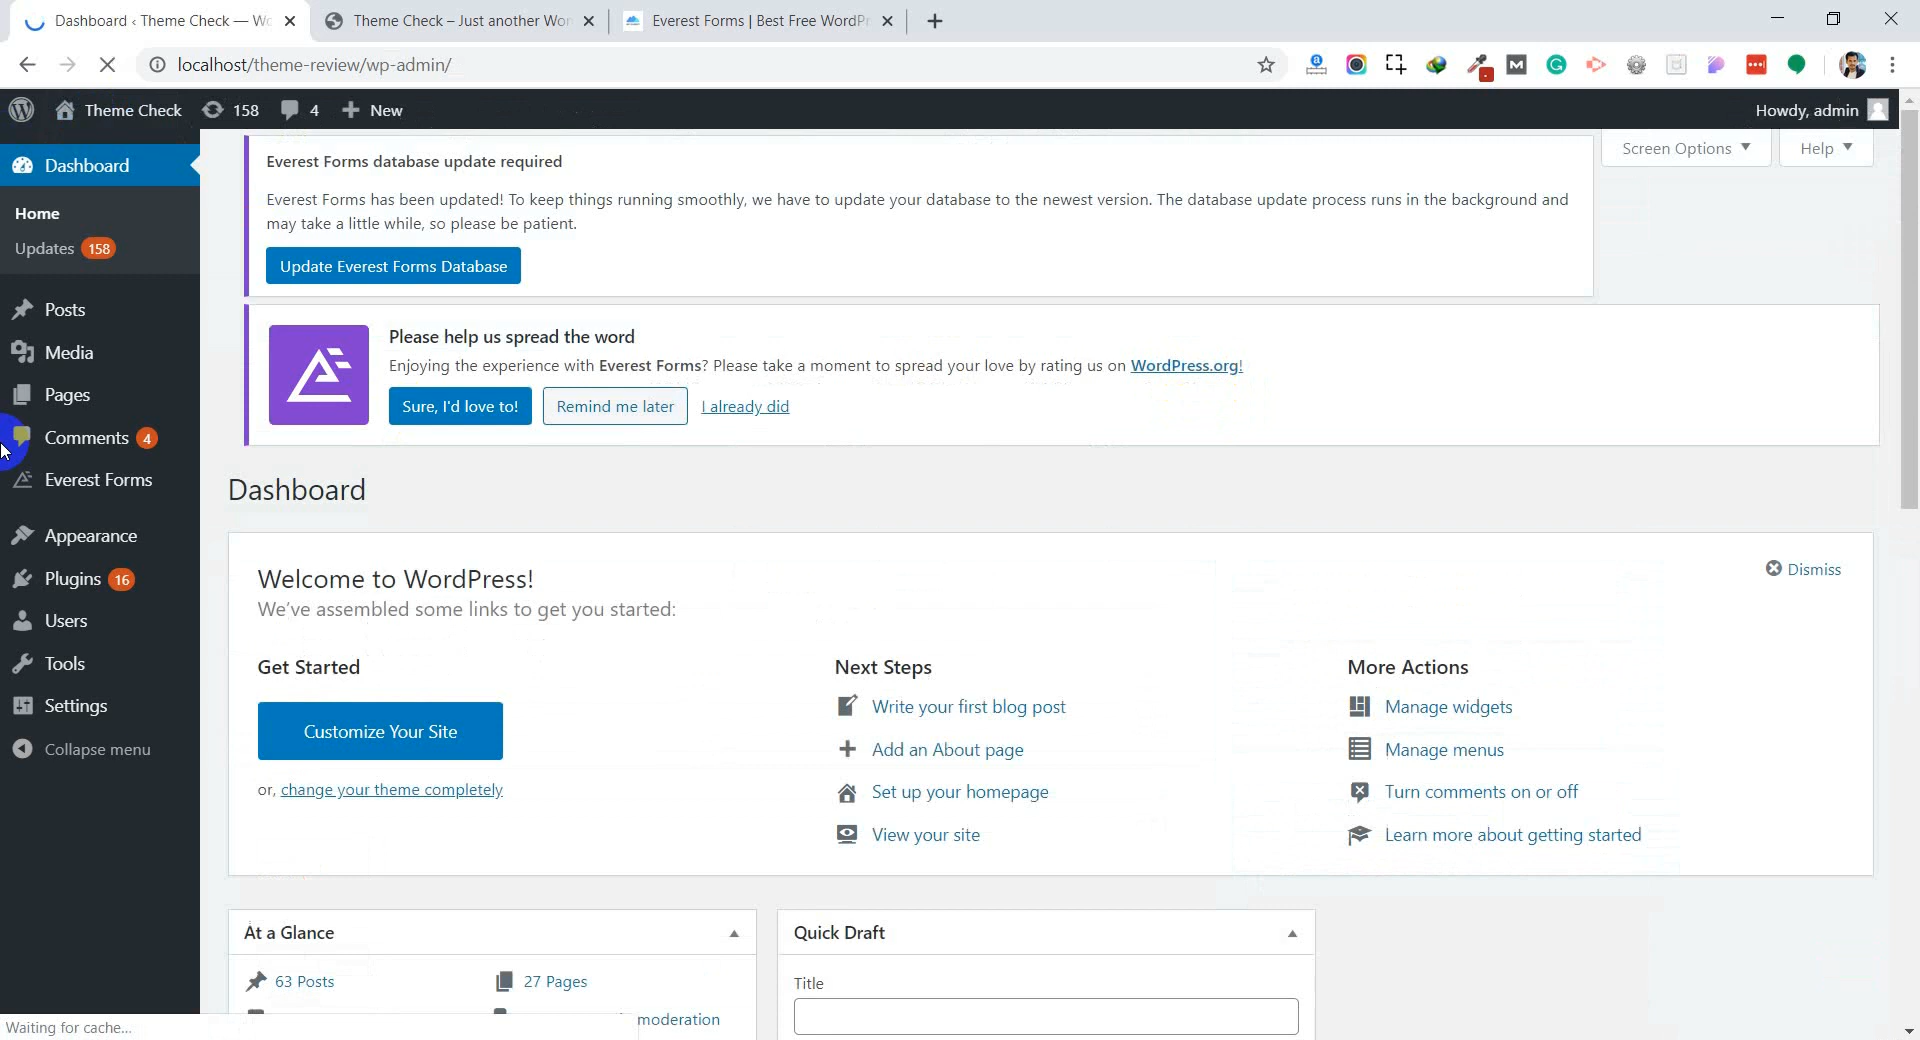 Dashboard ‹ Theme Check — Wo
Theme Check – Just another Wor
Everest Forms | Best Free WordPr
localhost/theme-review/wp-admin/
Theme Check
158
4
New
Howdy, admin
Dashboard
Home
Updates 158
Posts
Media
Pages
Comments 4
Everest Forms
Appearance
Plugins 16
Users
Tools
Settings
Collapse menu
Screen Options
Help
Everest Forms database update required
Everest Forms has been updated! To keep things running smoothly, we have to update your database to the newest version. The database update process runs in the background and
may take a little while, so please be patient.
Update Everest Forms Database
Please help us spread the word
Enjoying the experience with Everest Forms? Please take a moment to spread your love by rating us on WordPress.org!
Sure, I'd love to!
Remind me later
I already did
Dashboard
Welcome to WordPress!
We've assembled some links to get you started:
Dismiss
Get Started
Customize Your Site
or, change your theme completely
Next Steps
Write your first blog post
Add an About page
Set up your homepage
View your site
More Actions
Manage widgets
Manage menus
Turn comments on or off
Learn more about getting started
At a Glance
63 Posts
27 Pages
moderation
Quick Draft
Title
Waiting for cache...